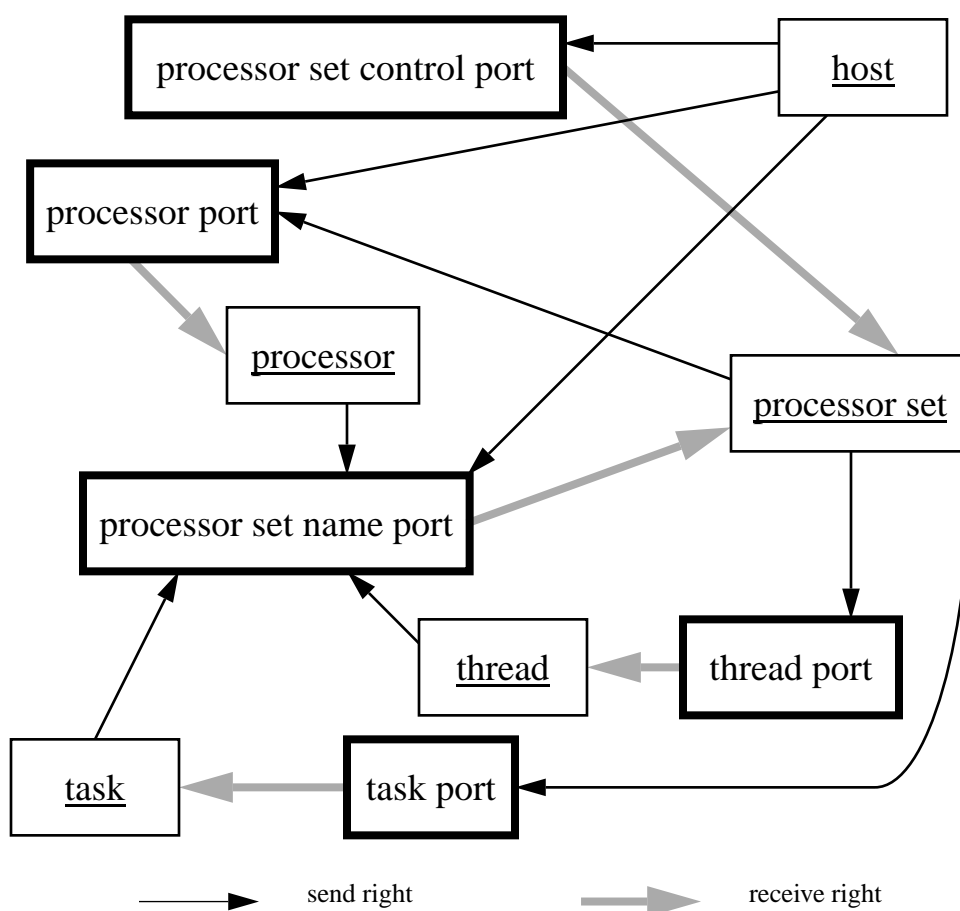 processor set control port
host
processor port
processor
processor set
processor set name port
thread
thread port
task
task port
send right
receive right